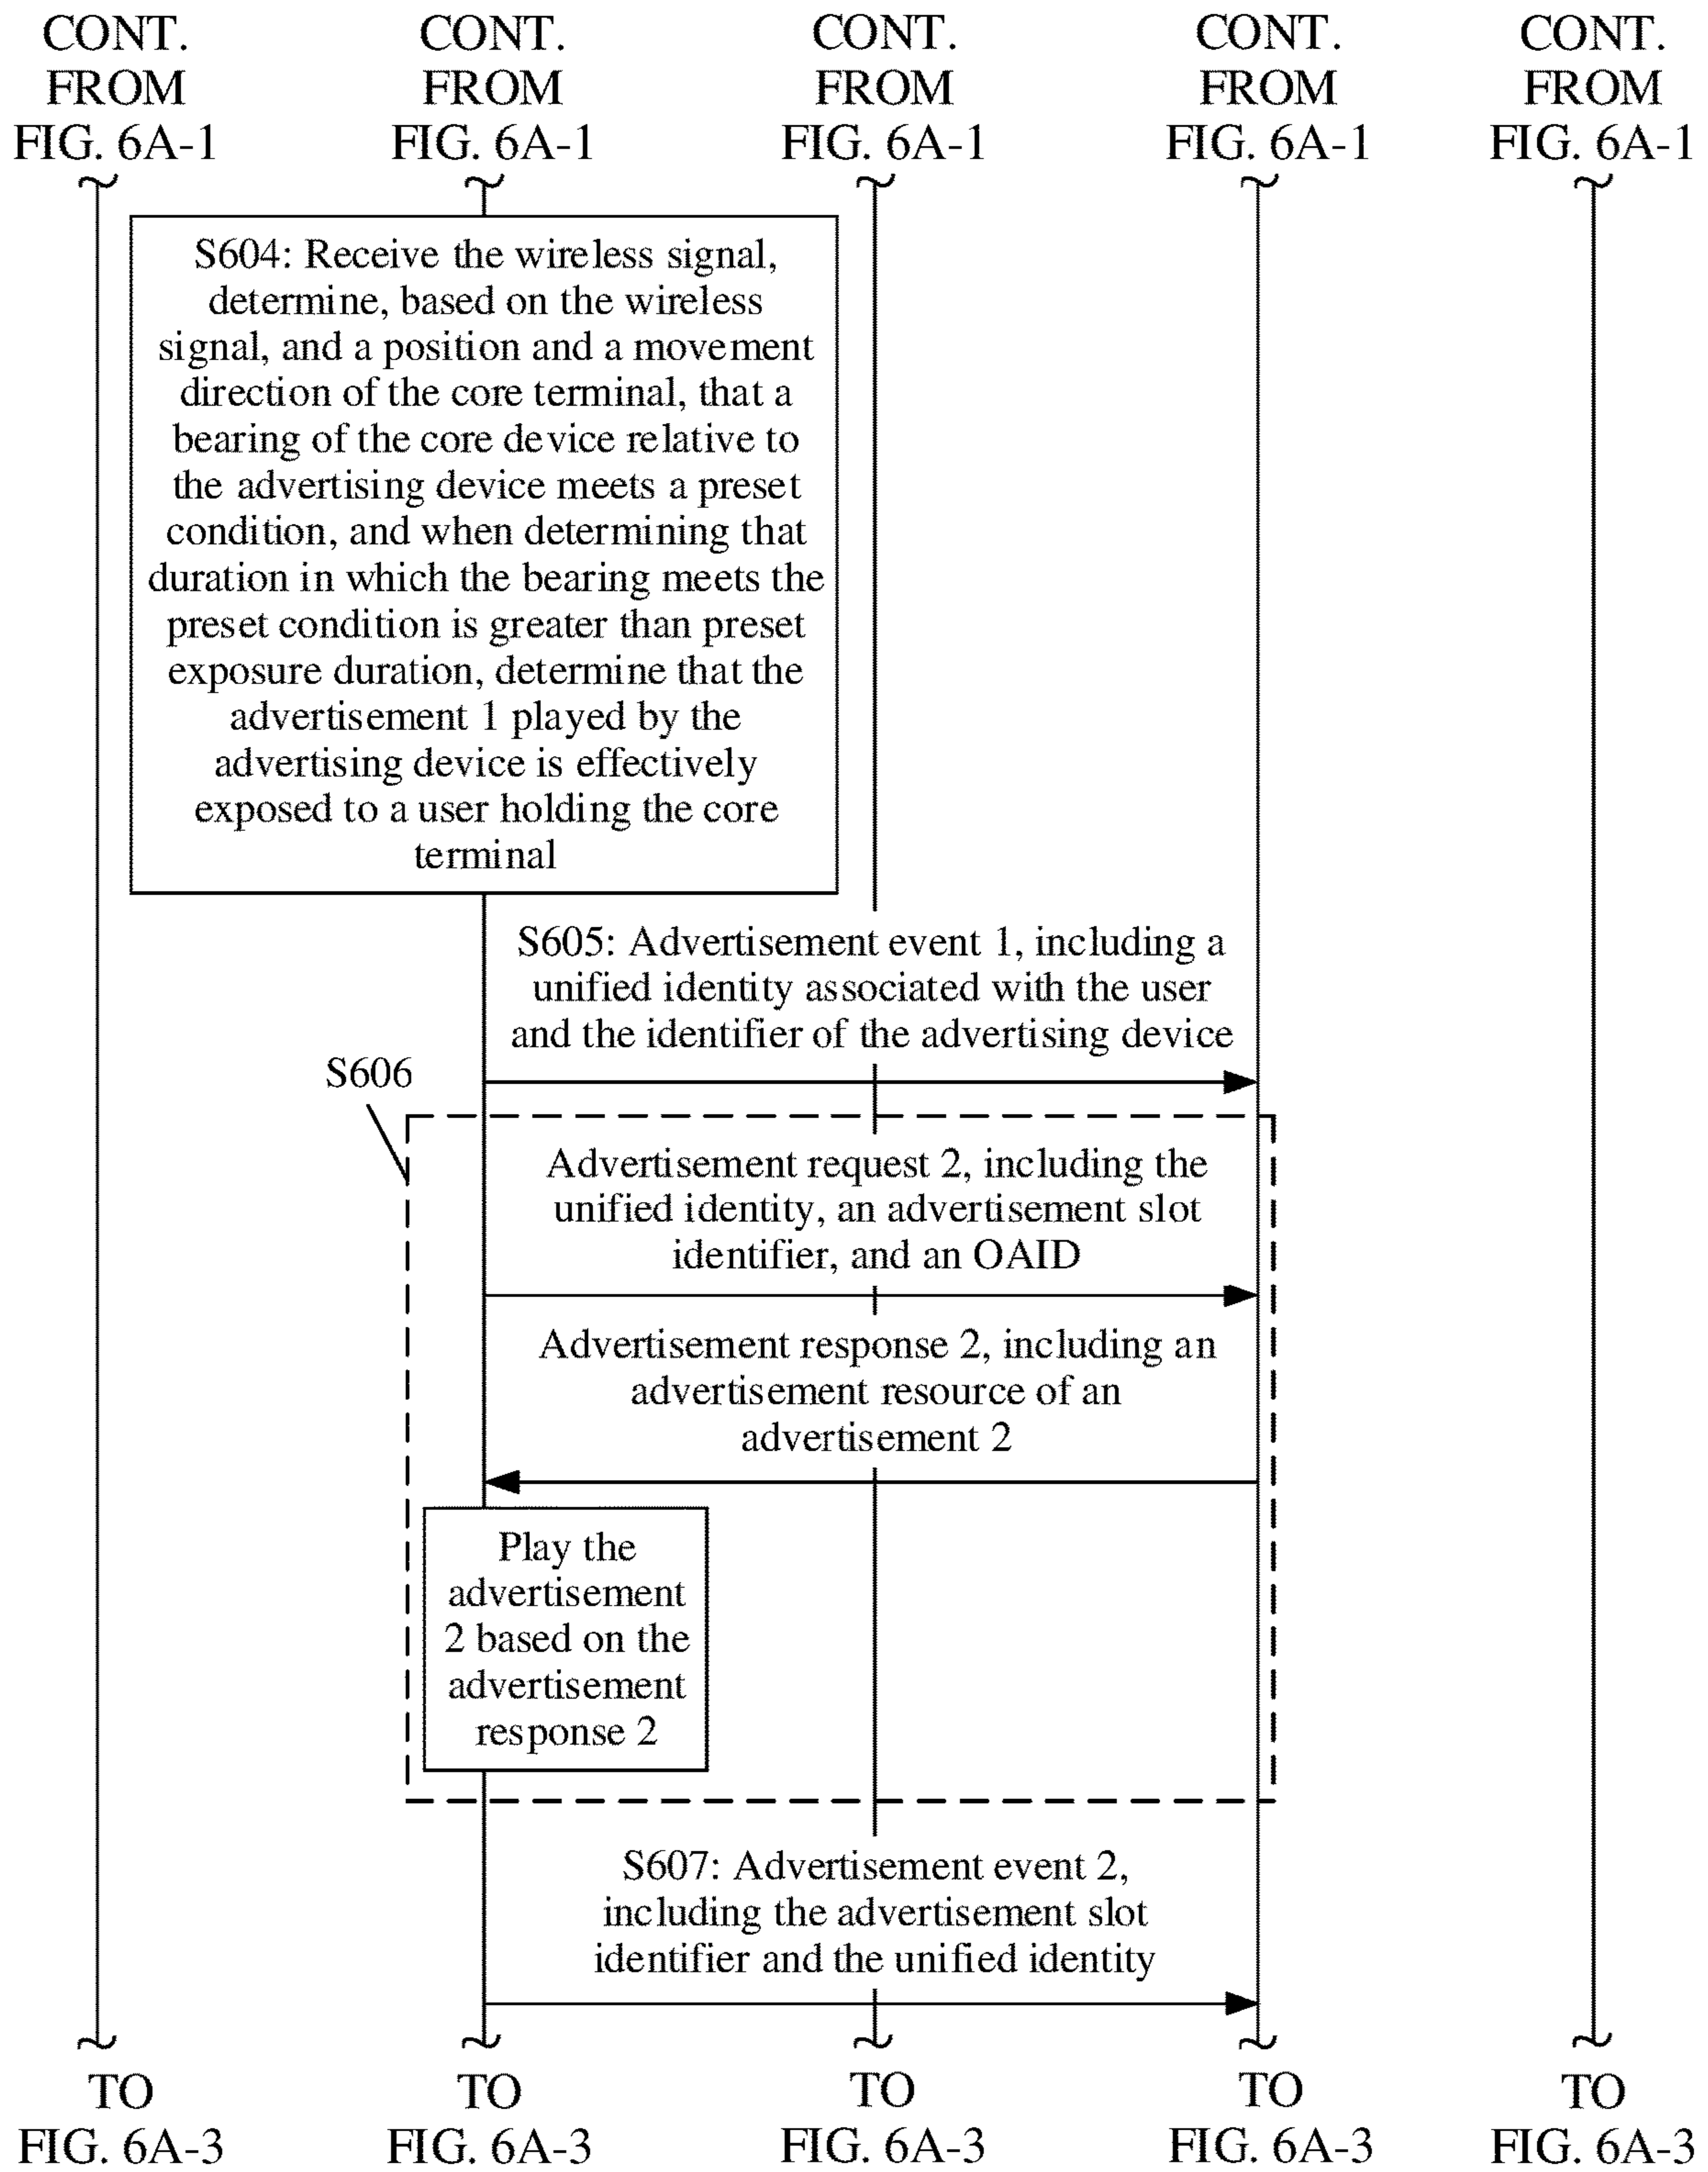 CONT.
FROM
FIG. 6A-1
CONT.
FROM
FIG. 6A-1
CONT.
FROM
FIG. 6A-1
CONT.
FROM
FIG. 6A-1
CONT.
FROM
FIG. 6A-1
S604: Receive the wireless signal,
determine, based on the wireless
signal, and a position and a movement
direction of the core terminal, that a
bearing of the core device relative to
the advertising device meets a preset
condition, and when determining that
duration in which the bearing meets the
preset condition is greater than preset
exposure duration, determine that the
advertisement 1 played by the
advertising device is effectively
exposed to a user holding the core
terminal
S605: Advertisement event 1, including a
unified identity associated with the user
and the identifier of the advertising device
S606
Advertisement request 2, including the
unified identity, an advertisement slot
identifier, and an OAID
Advertisement response 2, including an
advertisement resource of an
advertisement 2
Play the
advertisement
2 based on the
advertisement
response 2
S607: Advertisement event 2,
including the advertisement slot
identifier and the unified identity
TO
FIG. 6A-3
TO
FIG. 6A-3
TO
FIG. 6A-3
TO
FIG. 6A-3
TO
FIG. 6A-3